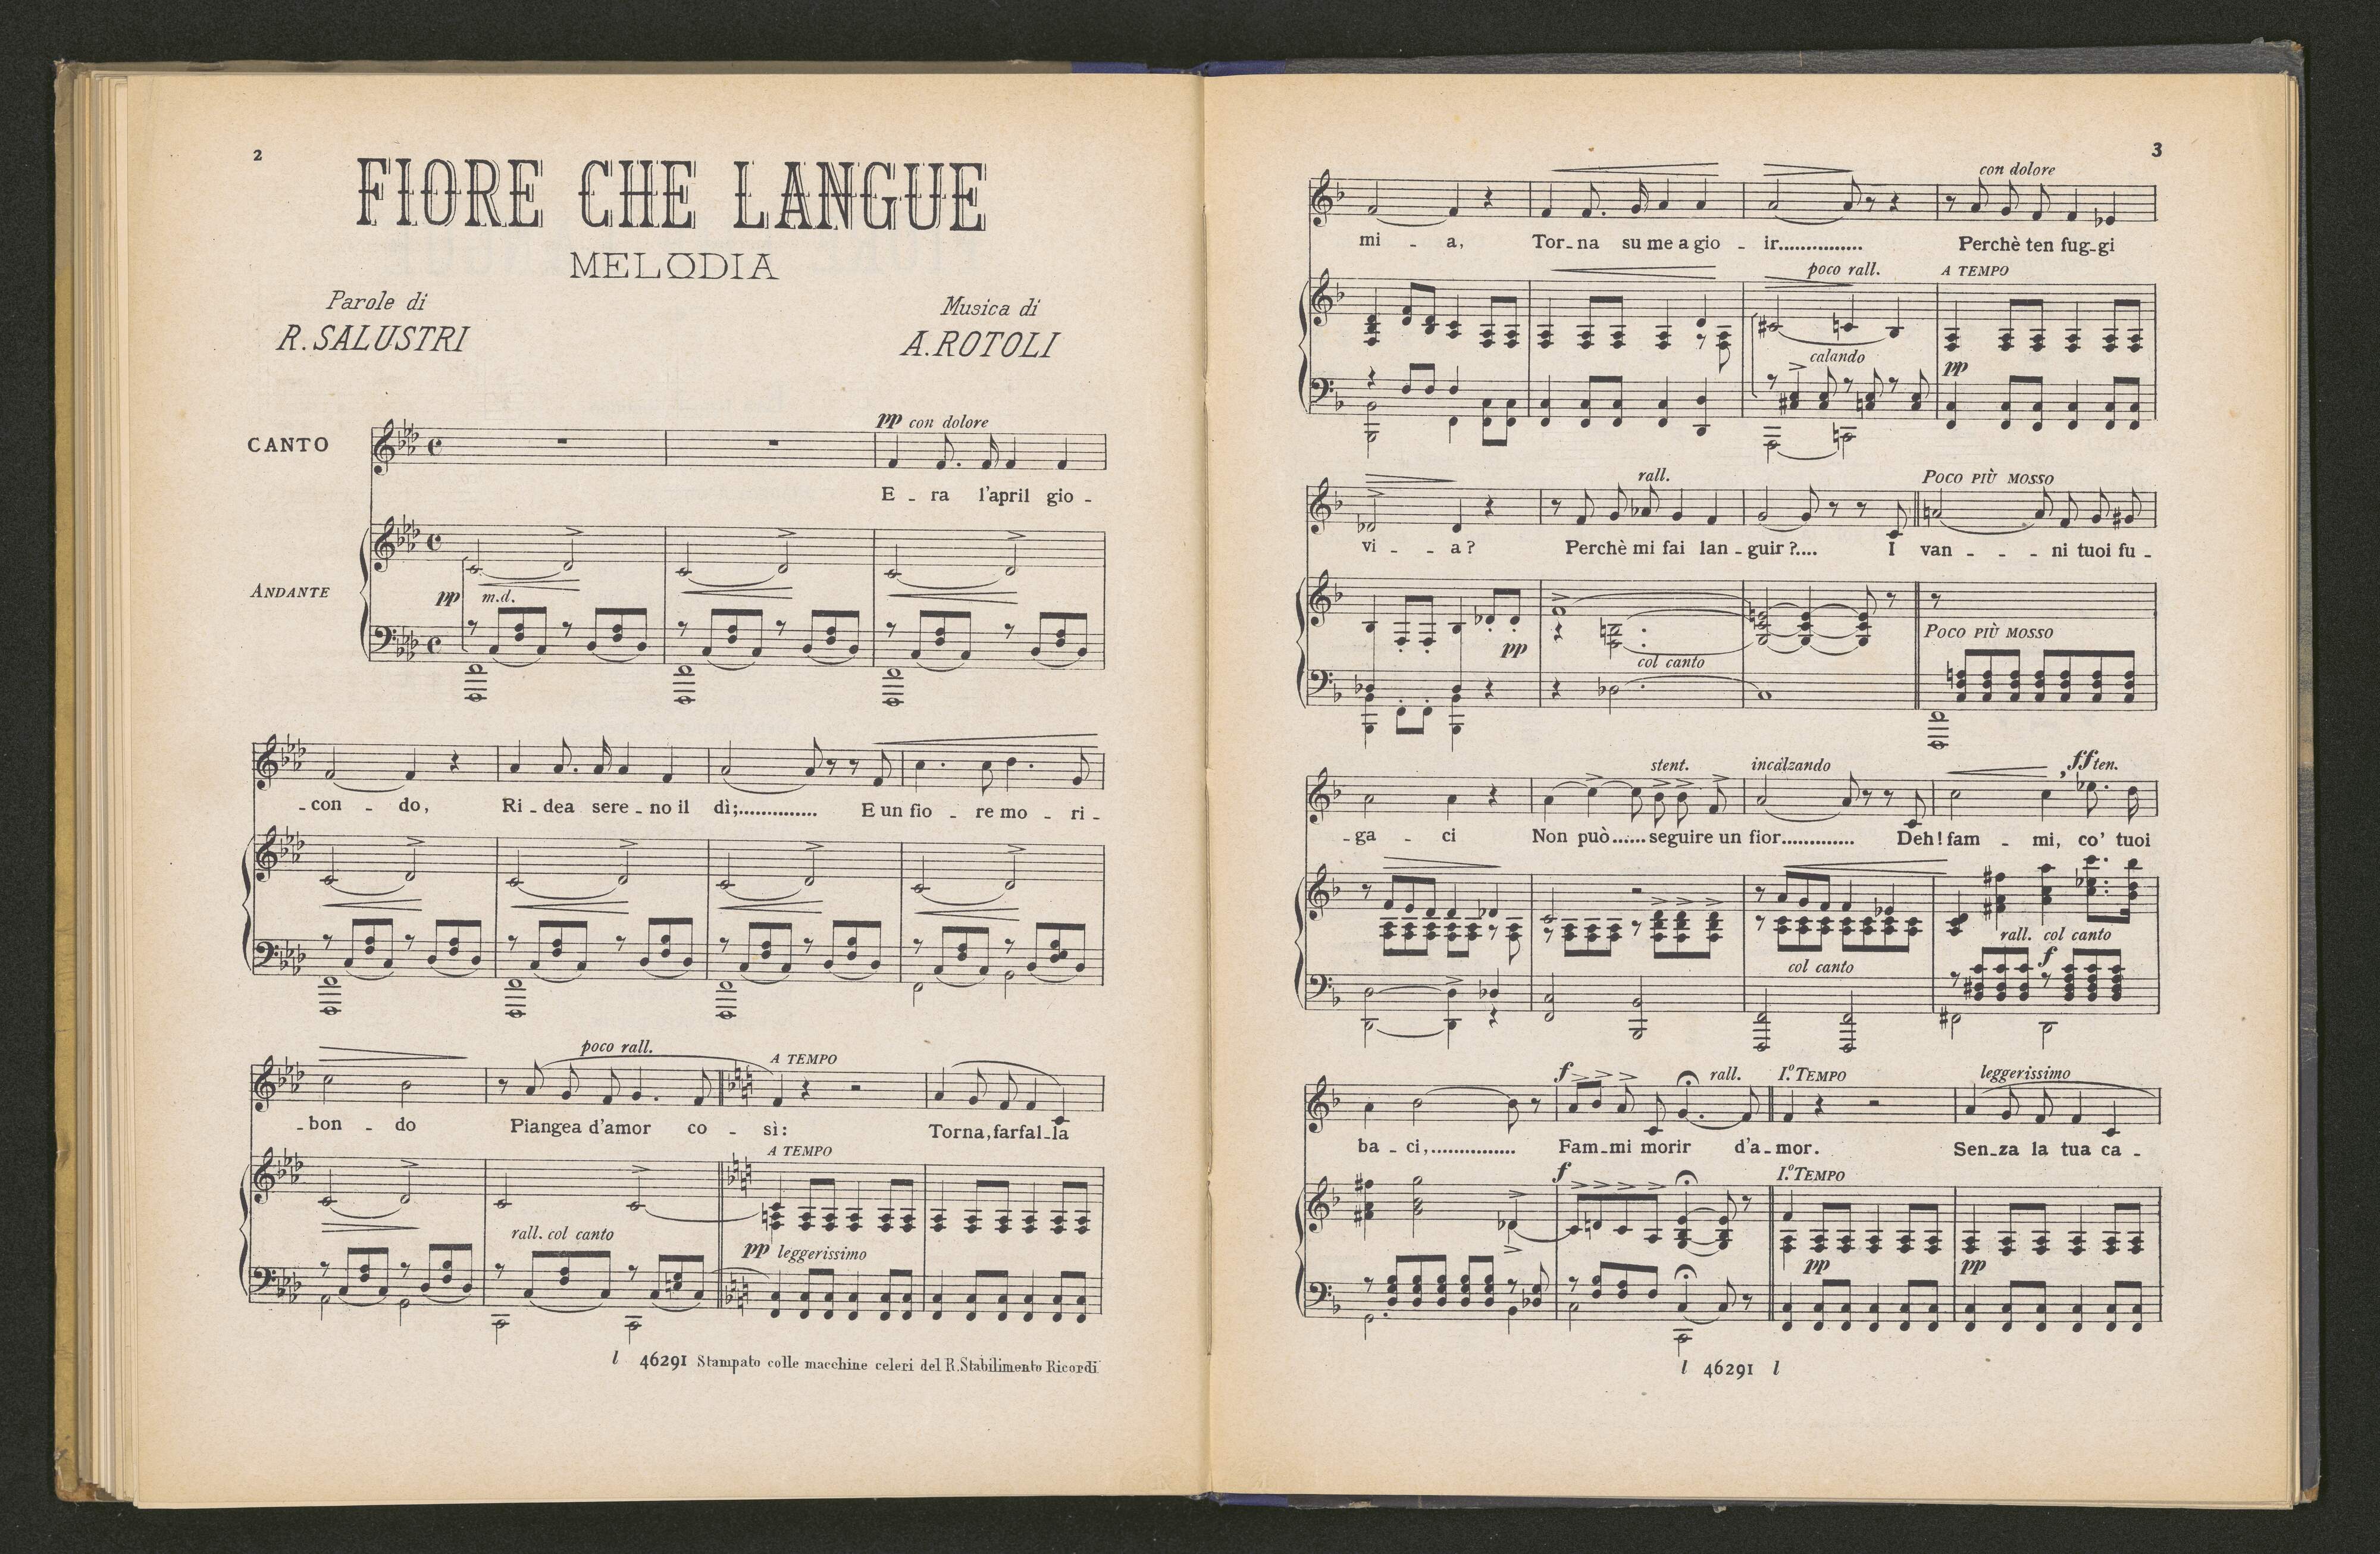 2
FIORE CHE LANGUE
MELODIA
Parole di
R. SALUSTRI
Musica di
A. ROTOLI
pp con dolore
CANTO
E - ra l'april gio -
ANDANTE
pp m.d.
- con - do, Ri - dea sere - no il dì;............... E un fio - re mo - ri -
poco rall. A TEMPO
- bon - do Piangea d'amor co - sì: Torna, farfal - la
A TEMPO
rall. col canto
pp leggerissimo
l 46291 Stampato colle macchine celeri del R. Stabilimento Ricordi
3
con dolore
mi - a, Tor - na su me a gio - ir............... Perchè ten fug - gi
poco rall. A TEMPO
calando
pp
rall. POCO PIÙ MOSSO
vi - - a? Perchè mi fai lan - guir?.... I van - - - ni tuoi fu -
POCO PIÙ MOSSO
pp
col canto
stent. incalzando ff ten.
- ga - ci Non può...... seguire un fior............. Deh! fam - mi, co' tuoi
rall. col canto
col canto f
f rall. I.º TEMPO leggerissimo
ba - ci,............... Fam - mi morir d'a - mor. Sen - za la tua ca -
f I.º TEMPO
pp pp
l 46291 l